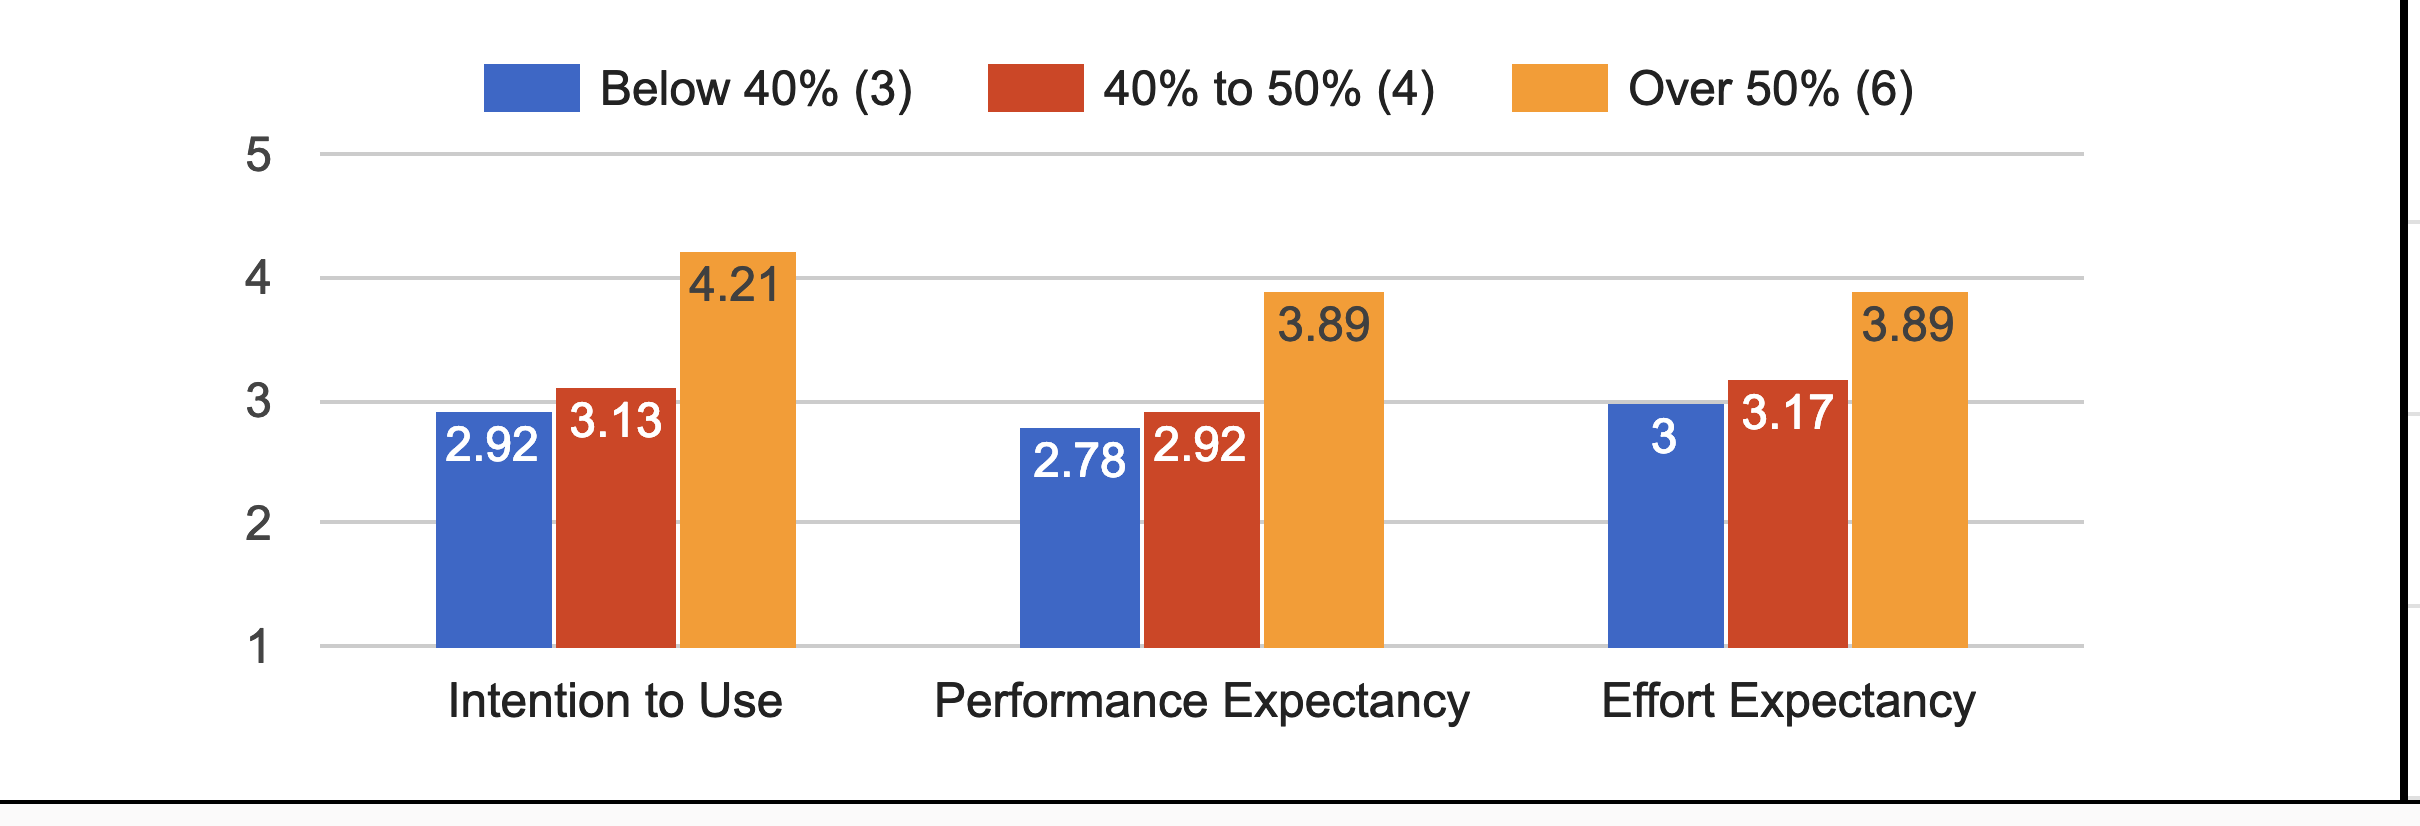 Below 40% (3) 40% to 50% (4) Over 50% (6)
5
4
3
2
1
2.92 3.13 4.21
2.78 2.92 3.89
3 3.17 3.89
Intention to Use Performance Expectancy Effort Expectancy